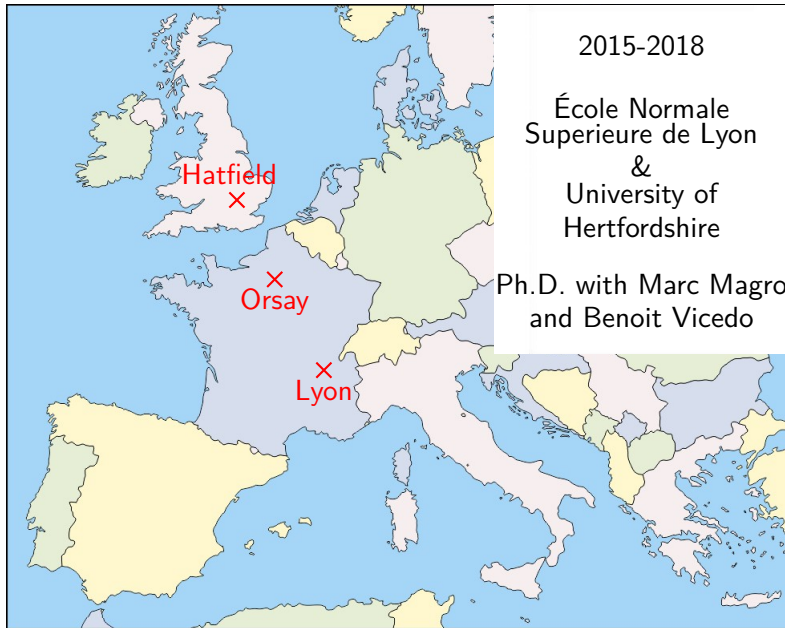 2015-2018
École Normale
Superieure de Lyon
&
University of
Hertfordshire
Ph.D. with Marc Magro
and Benoit Vicedo
Hatfield
Orsay
Lyon